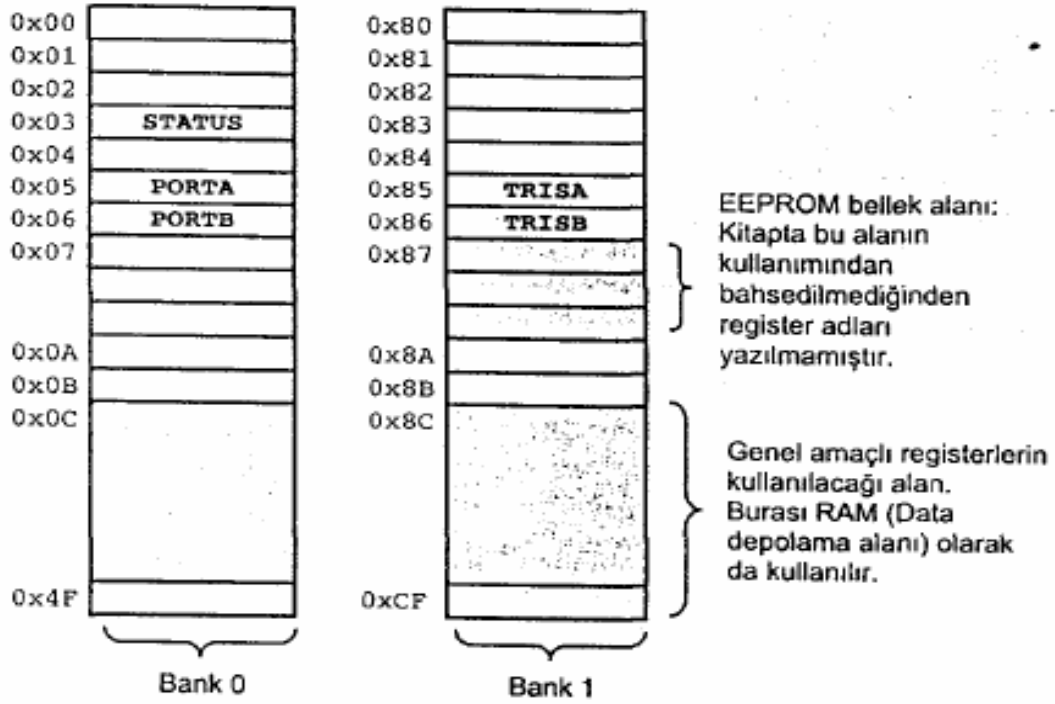 0x00
0x01
0x02
0x03 STATUS
0x04
0x05 PORTA
0x06 PORTB
0x07
0x0A
0x0B
0x0C
0x4F
Bank 0
0x80
0x81
0x82
0x83
0x84
0x85 TRISA
0x86 TRISB
0x87
0x8A
0x8B
0x8C
0xCF
Bank 1
EEPROM bellek alanı:
Kitapta bu alanın
kullanımından
bahsedilmediğinden
register adları
yazılmamıştır.
Genel amaçlı registerlerin
kullanılacağı alan.
Burası RAM (Data
depolama alanı) olarak
da kullanılır.